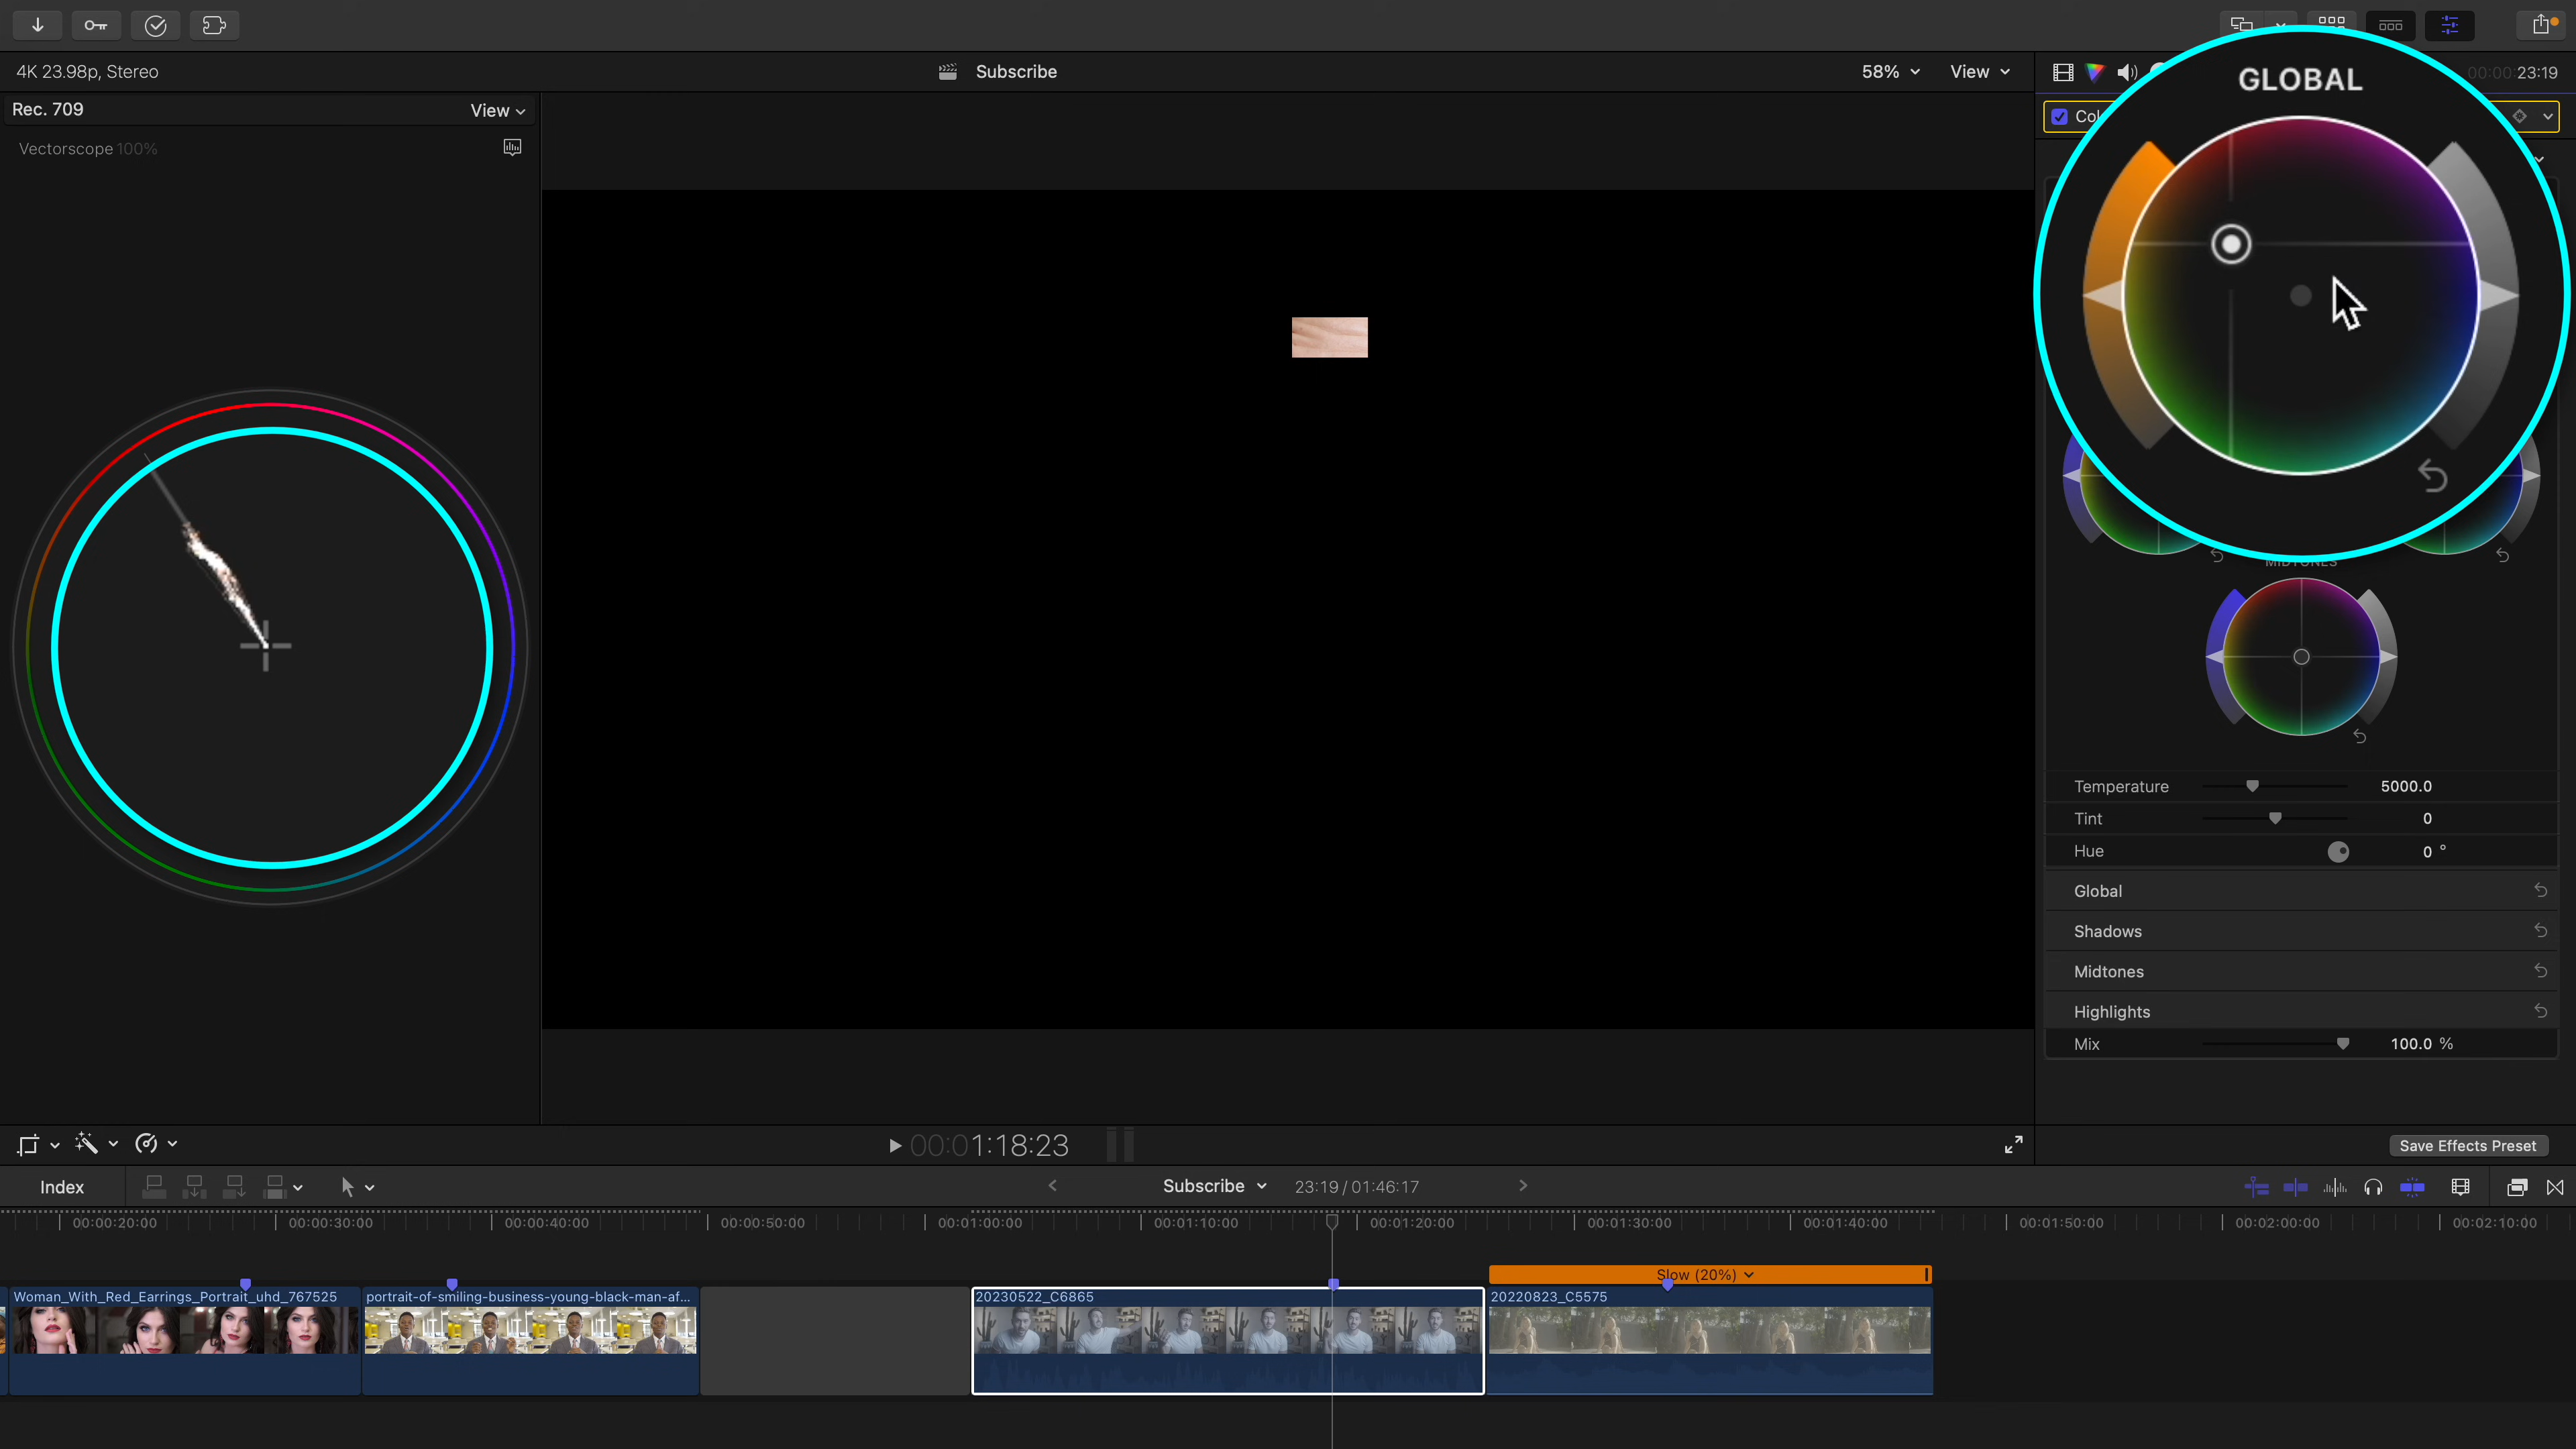 4K 23.98p, Stereo
Subscribe
58%
View
00:00:23:19
GLOBAL
Rec. 709
View
Vectorscope 100%
MIDTONES
Temperature
5000.0
Tint
0
Hue
0 °
Global
Shadows
Midtones
Highlights
Mix
100.0 %
00:01:18:23
Save Effects Preset
Index
Subscribe
23:19 / 01:46:17
00:00:20:00
00:00:30:00
00:00:40:00
00:00:50:00
00:01:00:00
00:01:10:00
00:01:20:00
00:01:30:00
00:01:40:00
00:01:50:00
00:02:00:00
00:02:10:00
Slow (20%)
Woman_With_Red_Earrings_Portrait_uhd_767525
portrait-of-smiling-business-young-black-man-af...
20230522_C6865
20220823_C5575